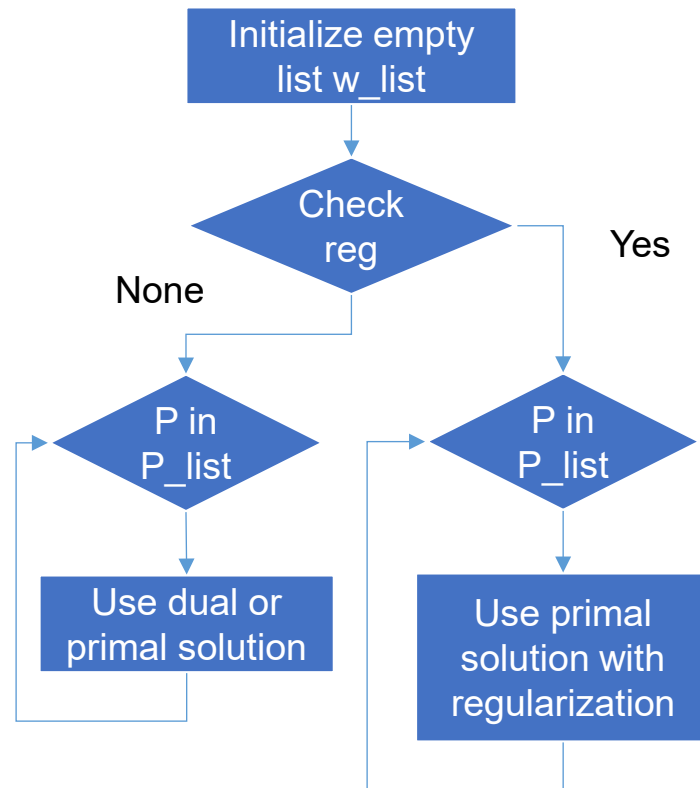 Initialize empty
list w_list
Check
reg
Yes
None
P in
P_list
P in
P_list
Use dual or
primal solution
Use primal
solution with
regularization